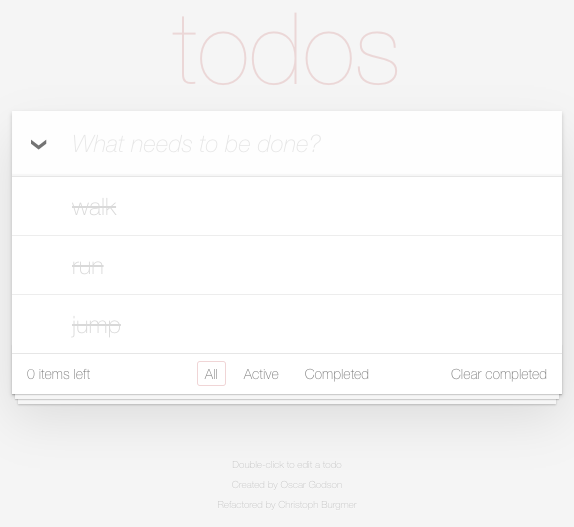 todos
What needs to be done?
walk
run
jump
0 items left
All
Active
Completed
Clear completed
Double-click to edit a todo
Created by Oscar Godson
Refactored by Christoph Burgmer